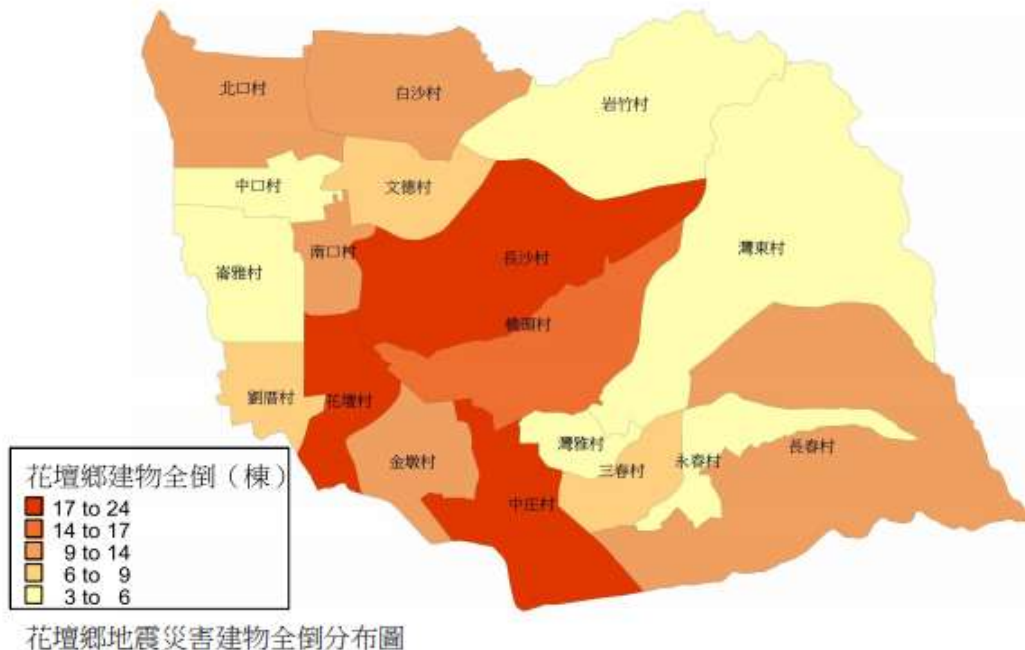 北口村
白沙村
岩竹村
中口村
文德村
南口村
長沙村
灣東村
崙雅村
橋頭村
劉厝村
花壇村
灣雅村
金墩村
三春村
永春村
長春村
中庄村
花壇鄉建物全倒（棟）
17 to 24
14 to 17
9 to 14
6 to 9
3 to 6
花壇鄉地震災害建物全倒分布圖